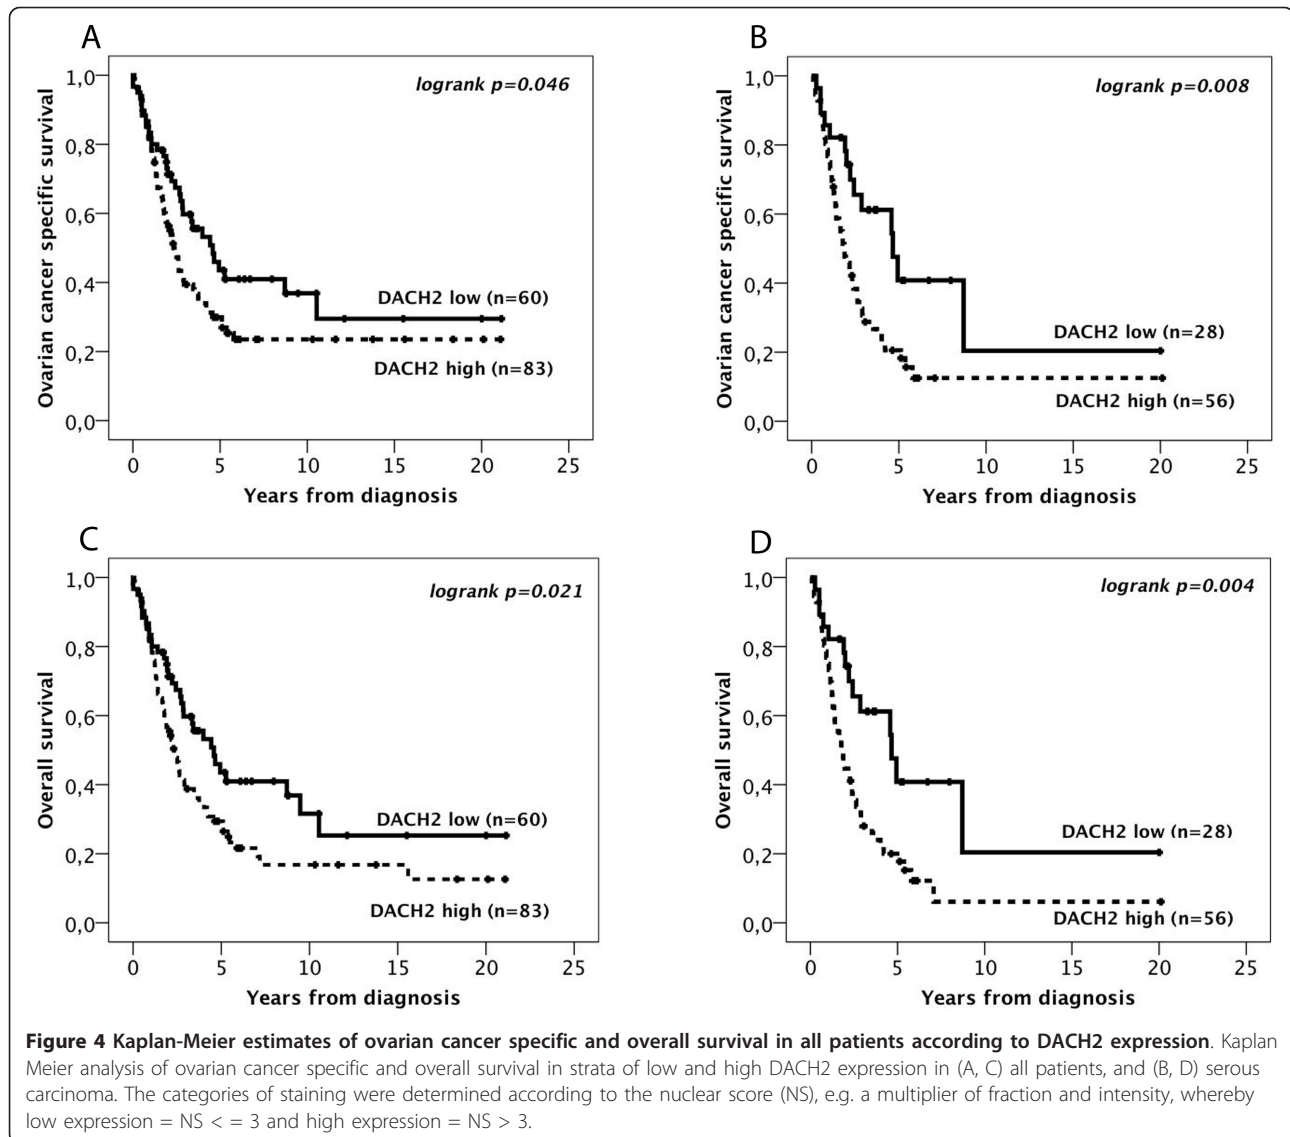 A
logrank p=0.046
Ovarian cancer specific survival
1,0
0,8
0,6
0,4
0,2
0,0
DACH2 low (n=60)
DACH2 high (n=83)
0 5 10 15 20 25
Years from diagnosis
B
logrank p=0.008
Ovarian cancer specific survival
1,0
0,8
0,6
0,4
0,2
0,0
DACH2 low (n=28)
DACH2 high (n=56)
0 5 10 15 20 25
Years from diagnosis
C
logrank p=0.021
Overall survival
1,0
0,8
0,6
0,4
0,2
0,0
DACH2 low (n=60)
DACH2 high (n=83)
0 5 10 15 20 25
Years from diagnosis
D
logrank p=0.004
Overall survival
1,0
0,8
0,6
0,4
0,2
0,0
DACH2 low (n=28)
DACH2 high (n=56)
0 5 10 15 20 25
Years from diagnosis
Figure 4 Kaplan-Meier estimates of ovarian cancer specific and overall survival in all patients according to DACH2 expression. Kaplan
Meier analysis of ovarian cancer specific and overall survival in strata of low and high DACH2 expression in (A, C) all patients, and (B, D) serous
carcinoma. The categories of staining were determined according to the nuclear score (NS), e.g. a multiplier of fraction and intensity, whereby
low expression = NS < = 3 and high expression = NS > 3.